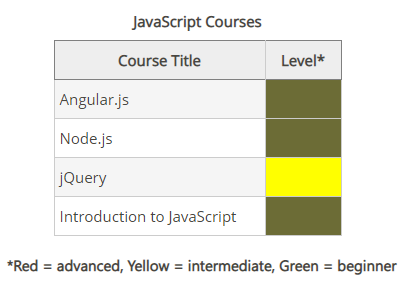 JavaScript Courses
Course Title Level*
Angular.js
Node.js
jQuery
Introduction to JavaScript
*Red = advanced, Yellow = intermediate, Green = beginner